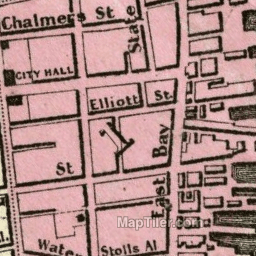 Chalmers St
State
CITY HALL
Elliott St.
East Bay
St
Water
Stolls Al
MapTiler.com